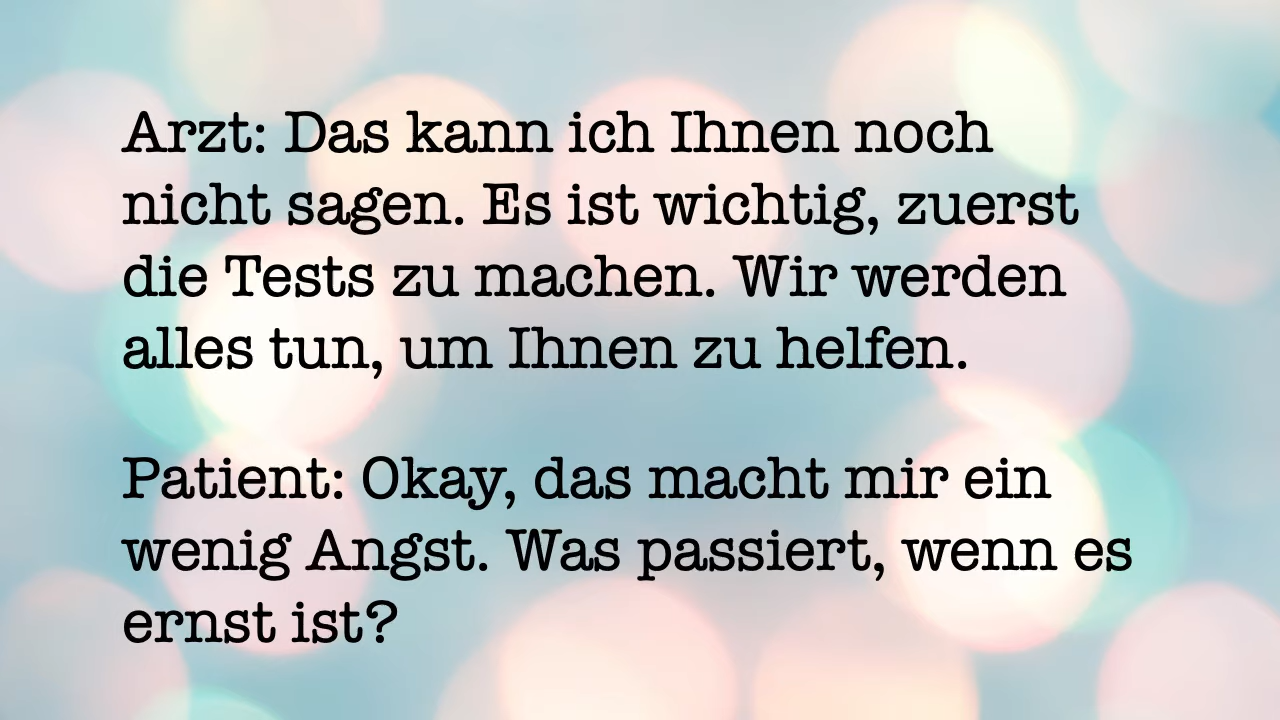 Arzt: Das kann ich Ihnen noch
nicht sagen. Es ist wichtig, zuerst
die Tests zu machen. Wir werden
alles tun, um Ihnen zu helfen.
Patient: Okay, das macht mir ein
wenig Angst. Was passiert, wenn es
ernst ist?